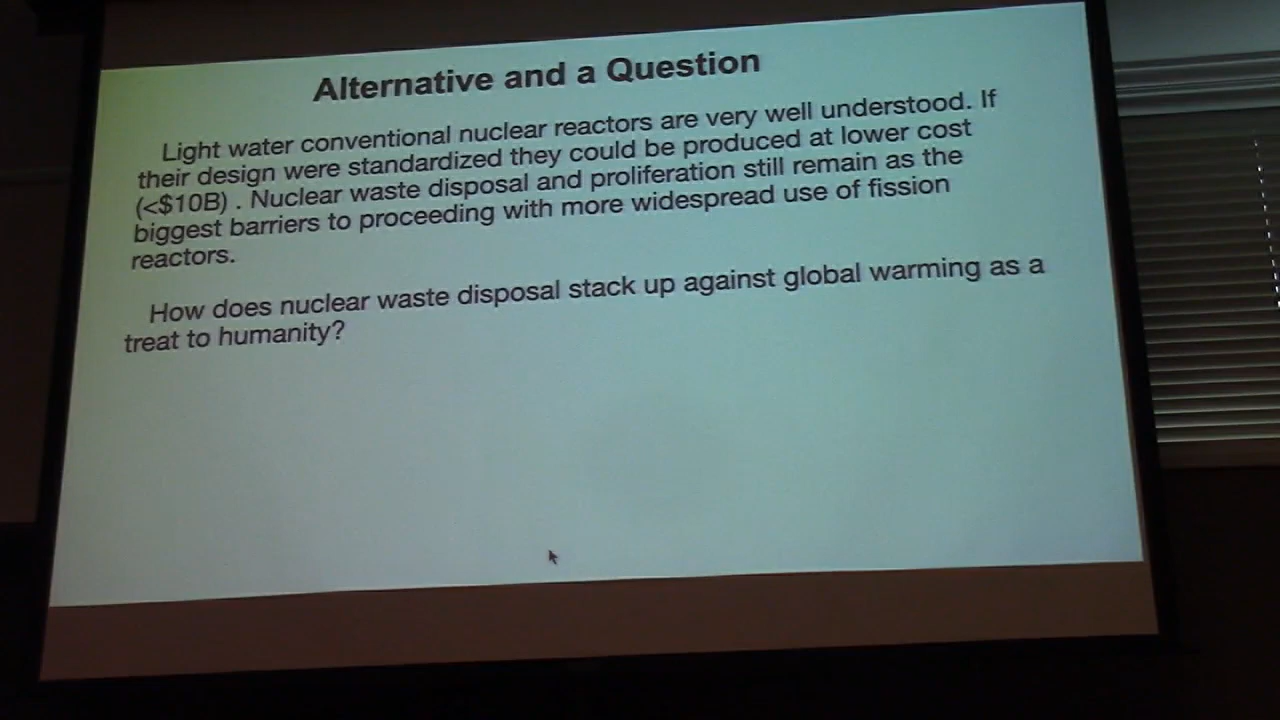 Alternative and a Question
Light water conventional nuclear reactors are very well understood. If
their design were standardized they could be produced at lower cost
(<$10B) . Nuclear waste disposal and proliferation still remain as the
biggest barriers to proceeding with more widespread use of fission
reactors.
How does nuclear waste disposal stack up against global warming as a
treat to humanity?